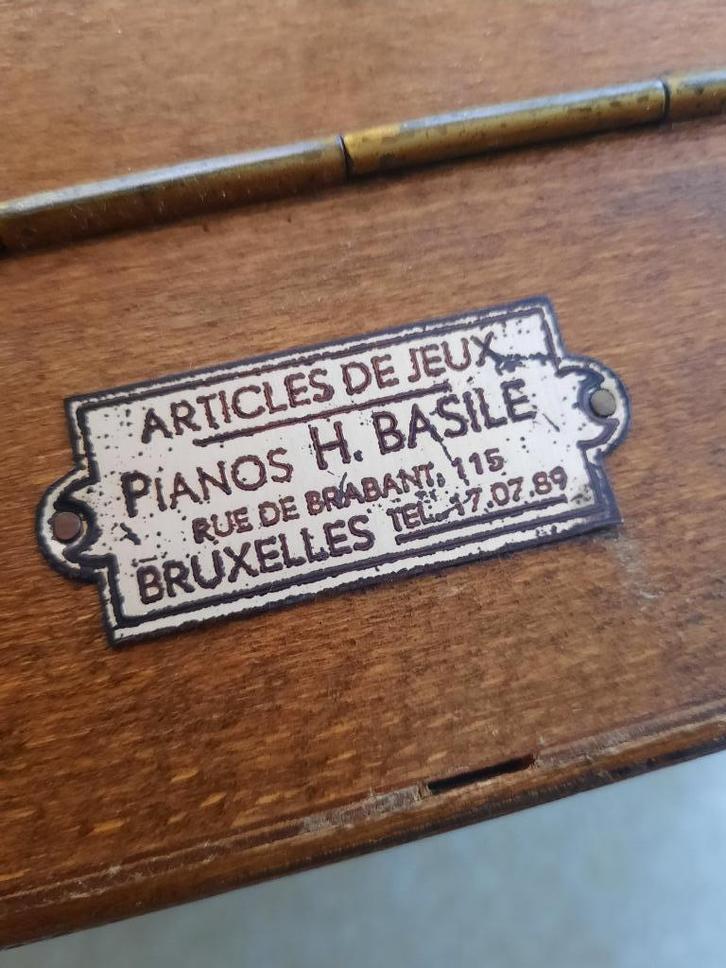 ARTICLES DE JEUX
PIANOS H. BASILE
RUE DE BRABANT, 115
BRUXELLES TEL. 17.07.89